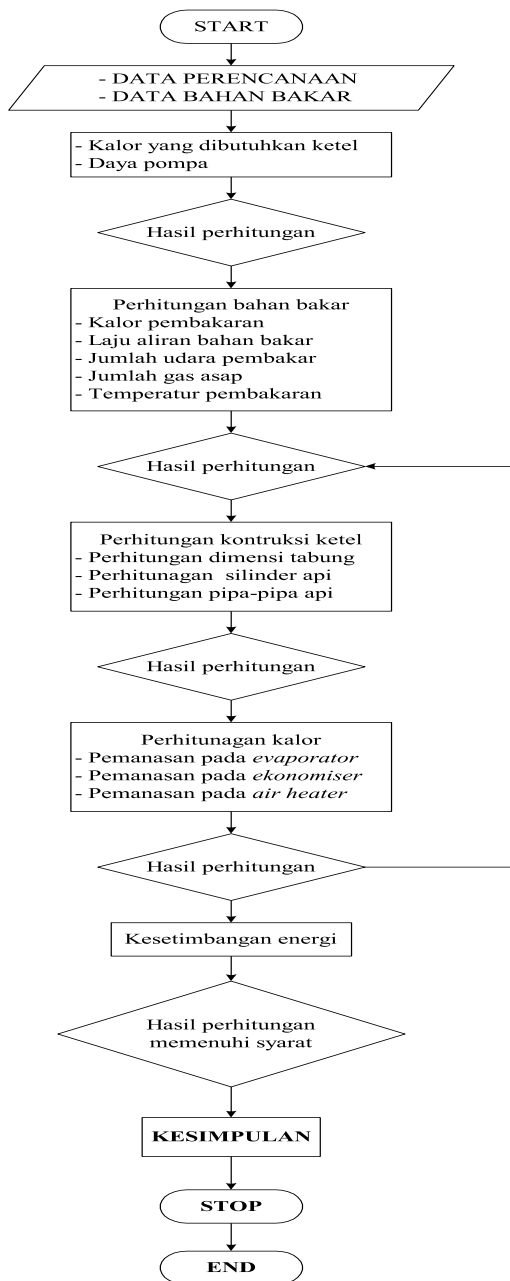 START
- DATA PERENCANAAN
- DATA BAHAN BAKAR
- Kalor yang dibutuhkan ketel
- Daya pompa
Hasil perhitungan
Perhitungan bahan bakar
- Kalor pembakaran
- Laju aliran bahan bakar
- Jumlah udara pembakar
- Jumlah gas asap
- Temperatur pembakaran
Hasil perhitungan
Perhitungan kontruksi ketel
- Perhitungan dimensi tabung
- Perhitunagan silinder api
- Perhitungan pipa-pipa api
Hasil perhitungan
Perhitunagan kalor
- Pemanasan pada evaporator
- Pemanasan pada ekonomiser
- Pemanasan pada air heater
Hasil perhitungan
Kesetimbangan energi
Hasil perhitungan
memenuhi syarat
KESIMPULAN
STOP
END